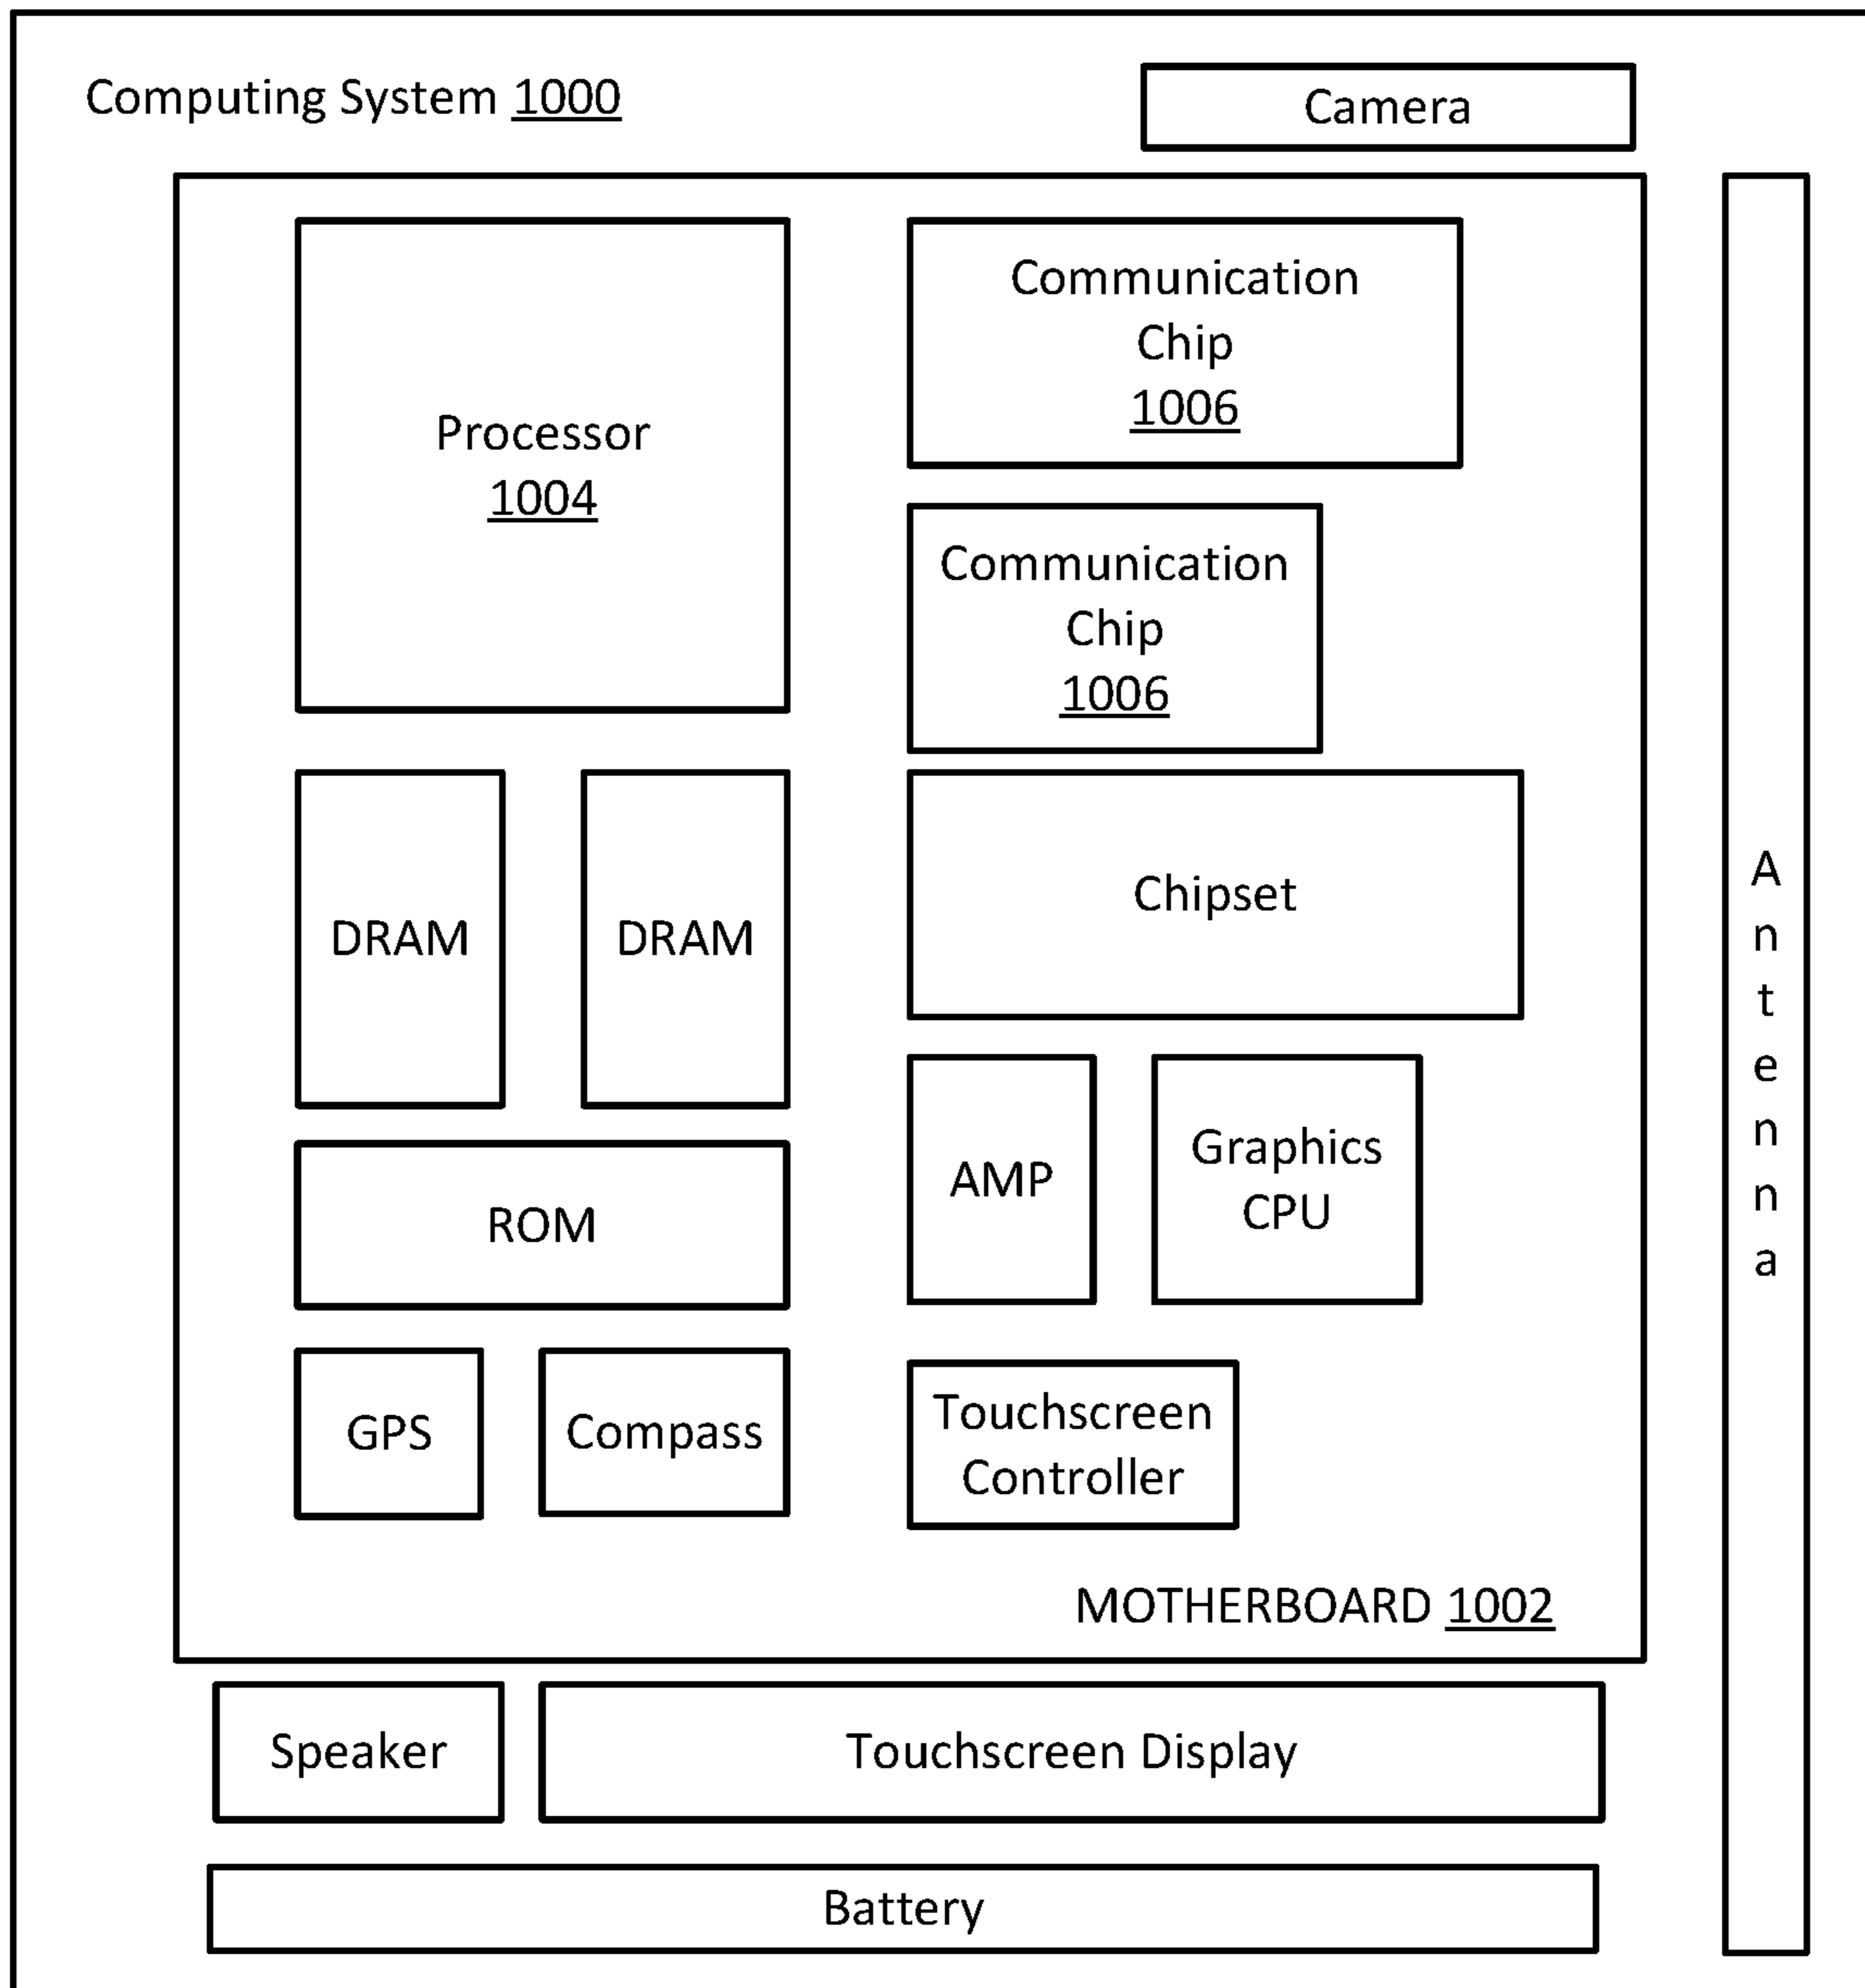 Computing System 1000
Camera
Processor
1004
Communication
Chip
1006
Communication
Chip
1006
DRAM
DRAM
Chipset
ROM
AMP
Graphics
CPU
GPS
Compass
Touchscreen
Controller
MOTHERBOARD 1002
Antenna
Speaker
Touchscreen Display
Battery